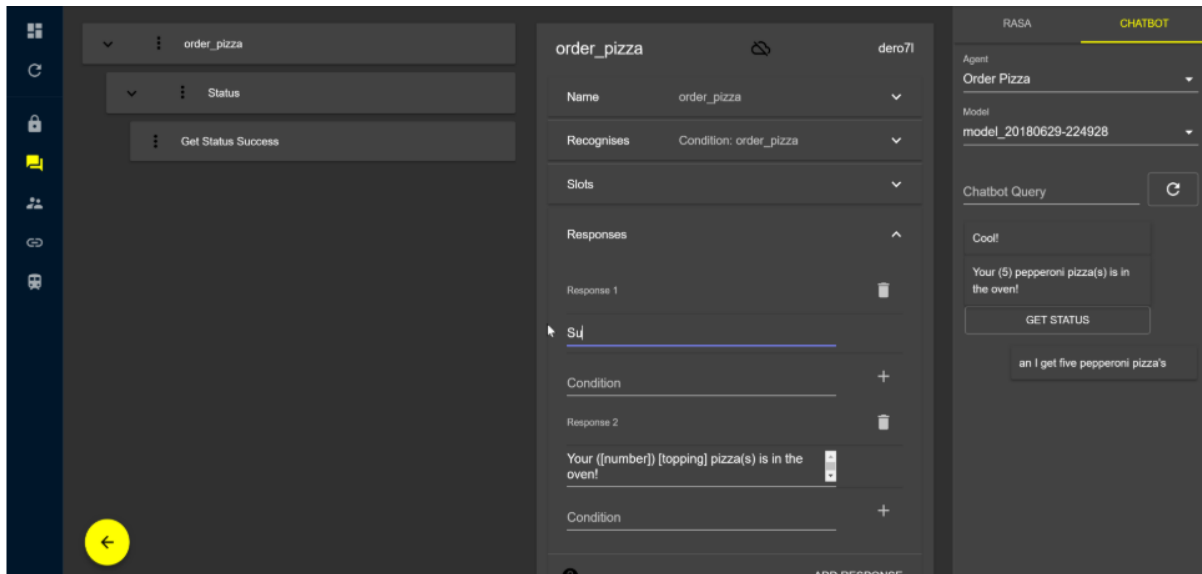 order_pizza
Status
Get Status Success
order_pizza
dero7l
Name
order_pizza
Recognises
Condition: order_pizza
Slots
Responses
Response 1
Su
Condition
Response 2
Your ([number]) [topping] pizza(s) is in the
oven!
Condition
ADD RESPONSE
RASA
CHATBOT
Agent
Order Pizza
Model
model_20180629-224928
Chatbot Query
Cool!
Your (5) pepperoni pizza(s) is in
the oven!
GET STATUS
an I get five pepperoni pizza's